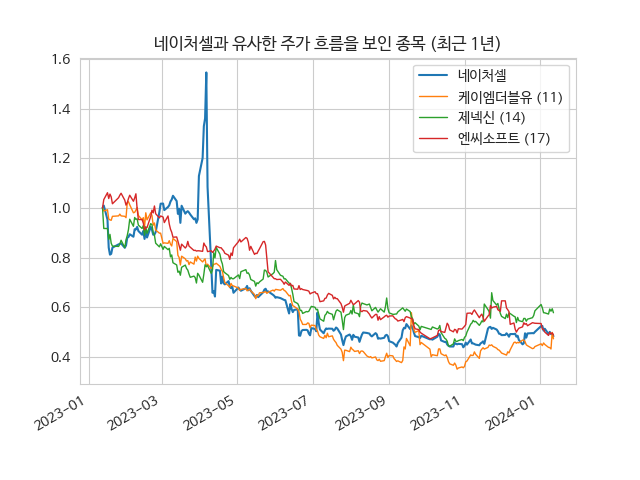 네이처셀과 유사한 주가 흐름을 보인 종목 (최근 1년)
1.6
1.4
1.2
1.0
0.8
0.6
0.4
네이처셀
케이엠더블유 (11)
제넥신 (14)
엔씨소프트 (17)
2023-01
2023-03
2023-05
2023-07
2023-09
2023-11
2024-01